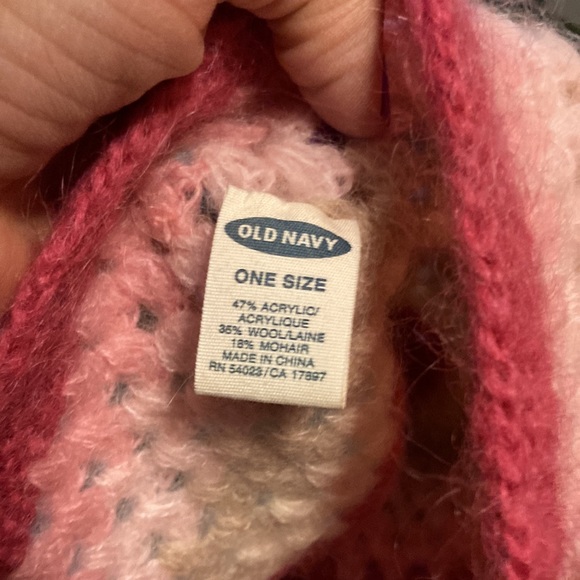 OLD NAVY
ONE SIZE
47% ACRYLIC/
ACRYLIQUE
35% WOOL/LAINE
18% MOHAIR
MADE IN CHINA
RN 54023/CA 17897